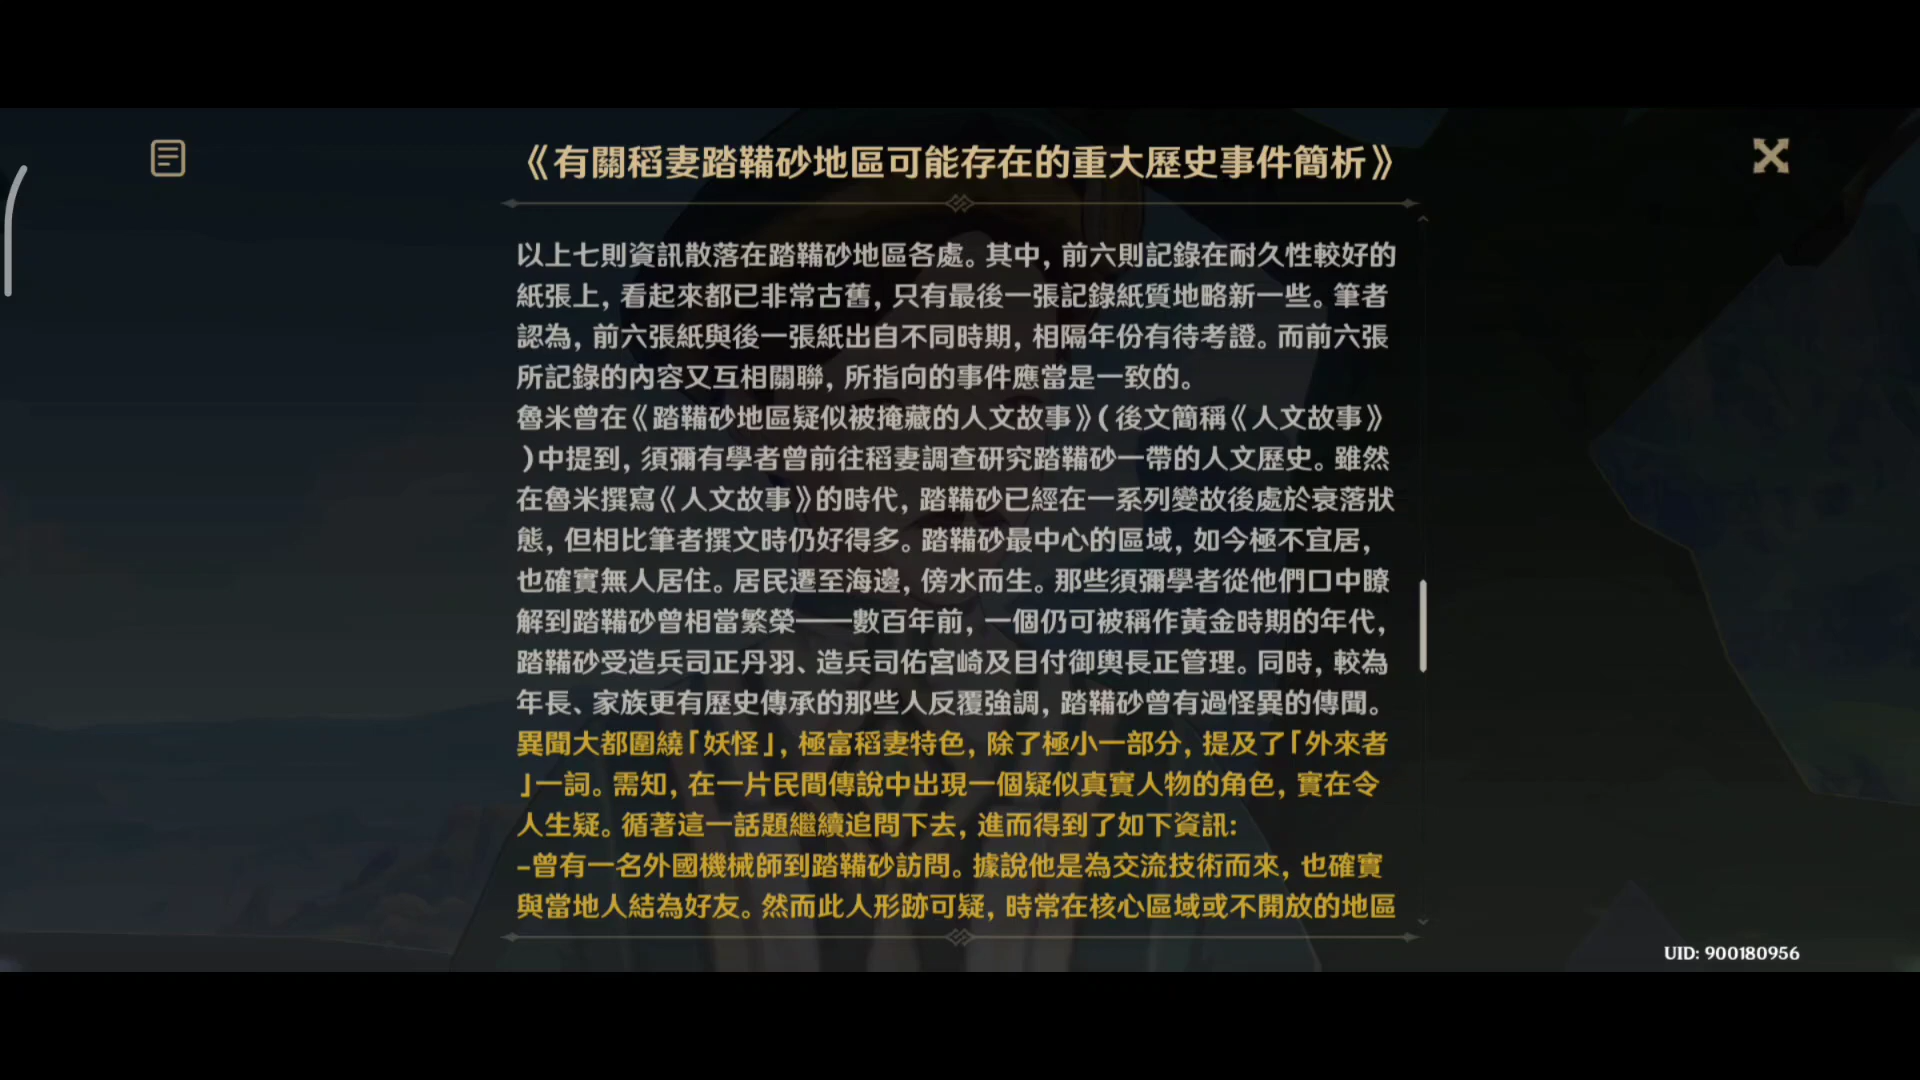 《有關稻妻踏鞴砂地區可能存在的重大歷史事件簡析》
以上七則資訊散落在踏鞴砂地區各處。其中，前六則記錄在耐久性較好的
紙張上，看起來都已非常古舊，只有最後一張記錄紙質地略新一些。筆者
認為，前六張紙與後一張紙出自不同時期，相隔年份有待考證。而前六張
所記錄的內容又互相關聯，所指向的事件應當是一致的。
魯米曾在《踏鞴砂地區疑似被掩藏的人文故事》（後文簡稱《人文故事》
）中提到，須彌有學者曾前往稻妻調查研究踏鞴砂一帶的人文歷史。雖然
在魯米撰寫《人文故事》的時代，踏鞴砂已經在一系列變故後處於衰落狀
態，但相比筆者撰文時仍好得多。踏鞴砂最中心的區域，如今極不宜居，
也確實無人居住。居民遷至海邊，傍水而生。那些須彌學者從他們口中瞭
解到踏鞴砂曾相當繁榮——數百年前，一個仍可被稱作黃金時期的年代，
踏鞴砂受造兵司正丹羽、造兵司佑宮崎及目付御輿長正管理。同時，較為
年長、家族更有歷史傳承的那些人反覆強調，踏鞴砂曾有過怪異的傳聞。
異聞大都圍繞「妖怪」，極富稻妻特色，除了極小一部分，提及了「外來者
」一詞。需知，在一片民間傳說中出現一個疑似真實人物的角色，實在令
人生疑。循著這一話題繼續追問下去，進而得到了如下資訊：
–曾有一名外國機械師到踏鞴砂訪問。據說他是為交流技術而來，也確實
與當地人結為好友。然而此人形跡可疑，時常在核心區域或不開放的地區
UID: 900180956